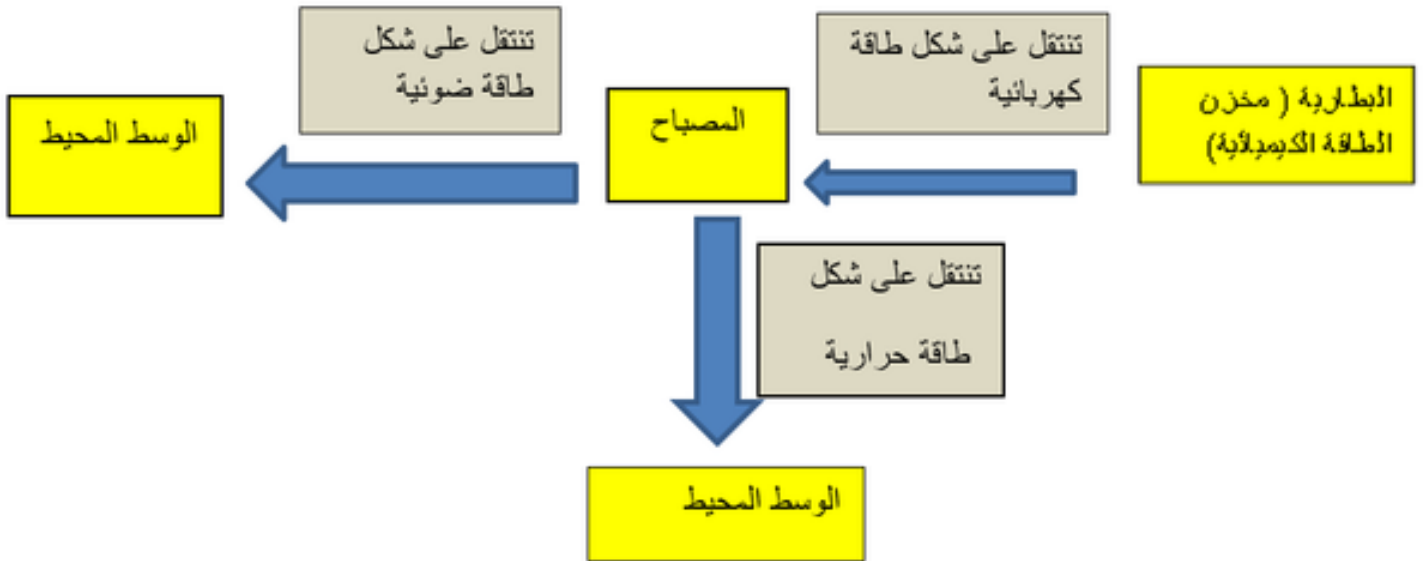 البطارية ( مخزن
الطاقة الكيميائية)
تنتقل على شكل طاقة
كهربائية
المصباح
تنتقل على شكل
طاقة ضوئية
الوسط المحيط
تنتقل على شكل
طاقة حرارية
الوسط المحيط